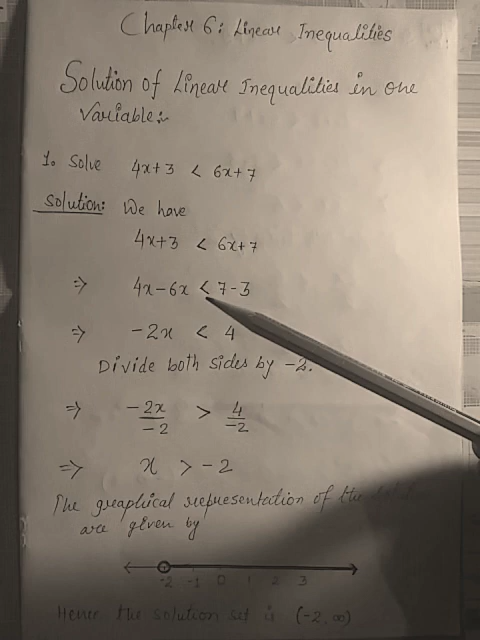 Chapter 6: Linear Inequalities
Solution of Linear Inequalities in one
Variable:-
1. Solve 4x+3 < 6x+7
Solution: We have
4x+3 < 6x+7
⇒ 4x-6x < 7-3
⇒ -2x < 4
Divide both sides by -2.
⇒ -2x/-2 > 4/-2
⇒ x > -2
The graphical representation of the
are given by
-2 -1 0 1 2 3
Hence the solution set is (-2, ∞)